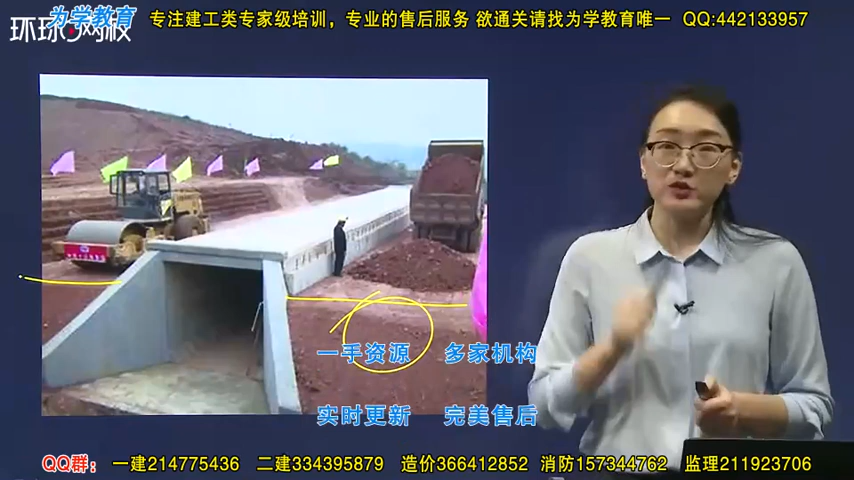 为学教育 专注建工类专家级培训，专业的售后服务 欲通关请找为学教育唯一 QQ:442133957
环球网校
一手资源 多家机构
实时更新 完美售后
QQ群： 一建214775436 二建334395879 造价366412852 消防157344762 监理211923706